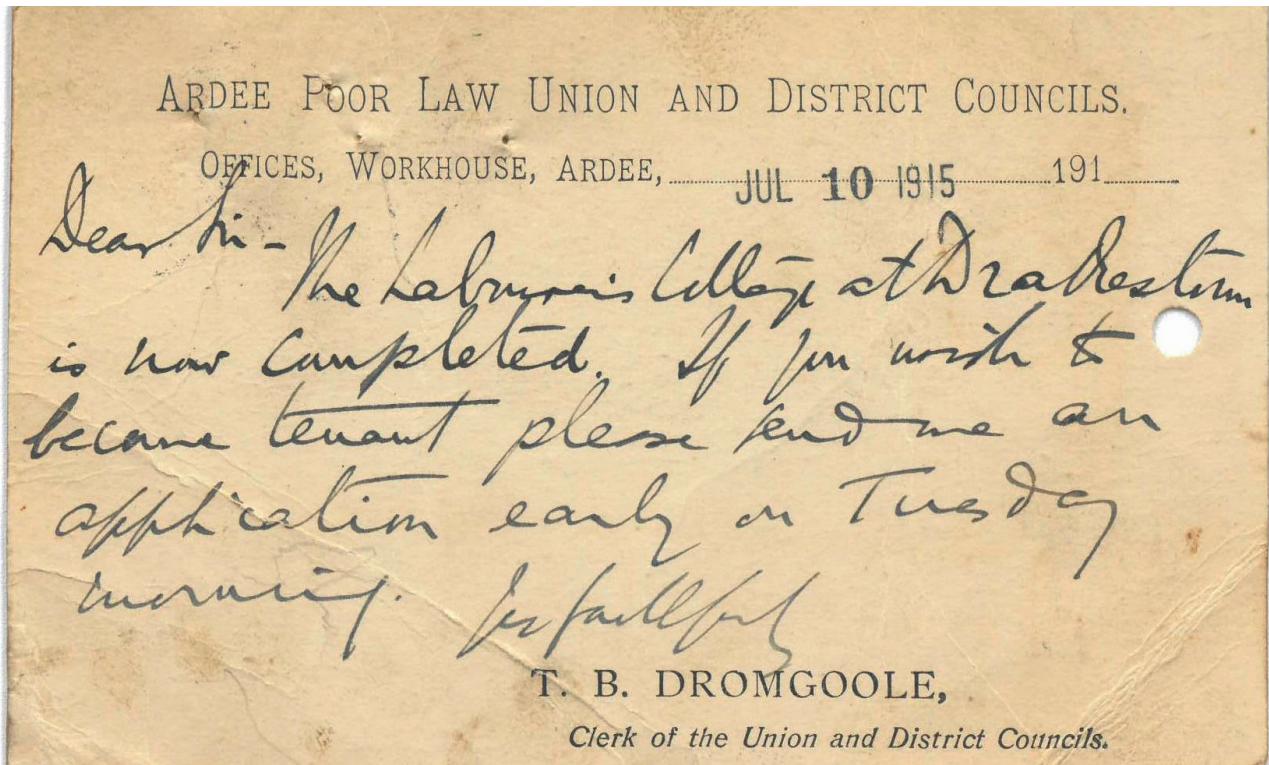 ARDEE POOR LAW UNION AND DISTRICT COUNCILS.
OFFICES, WORKHOUSE, ARDEE, JUL 10 1915 191
Dear Sir -
The Labourer's Cottage at Drakestown
is now completed. If you wish to
become tenant please send me an
application early on Tuesday
morning. Yrs faithfully
T. B. DROMGOOLE,
Clerk of the Union and District Councils.